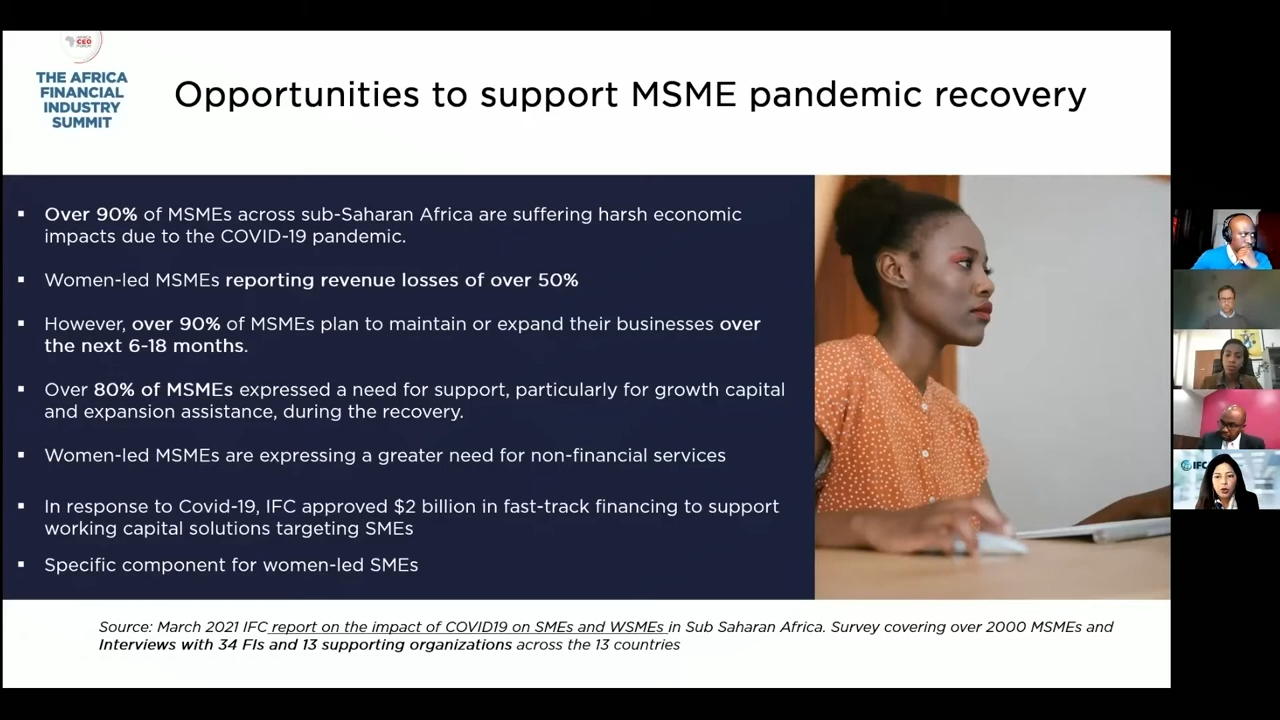 AFRICA
CEO
FORUM
THE AFRICA
FINANCIAL
INDUSTRY
SUMMIT
Opportunities to support MSME pandemic recovery
▪ Over 90% of MSMEs across sub-Saharan Africa are suffering harsh economic
impacts due to the COVID-19 pandemic.
▪ Women-led MSMEs reporting revenue losses of over 50%
▪ However, over 90% of MSMEs plan to maintain or expand their businesses over
the next 6-18 months.
▪ Over 80% of MSMEs expressed a need for support, particularly for growth capital
and expansion assistance, during the recovery.
▪ Women-led MSMEs are expressing a greater need for non-financial services
▪ In response to Covid-19, IFC approved $2 billion in fast-track financing to support
working capital solutions targeting SMEs
▪ Specific component for women-led SMEs
Source: March 2021 IFC report on the impact of COVID19 on SMEs and WSMEs in Sub Saharan Africa. Survey covering over 2000 MSMEs and
Interviews with 34 FIs and 13 supporting organizations across the 13 countries
IFC